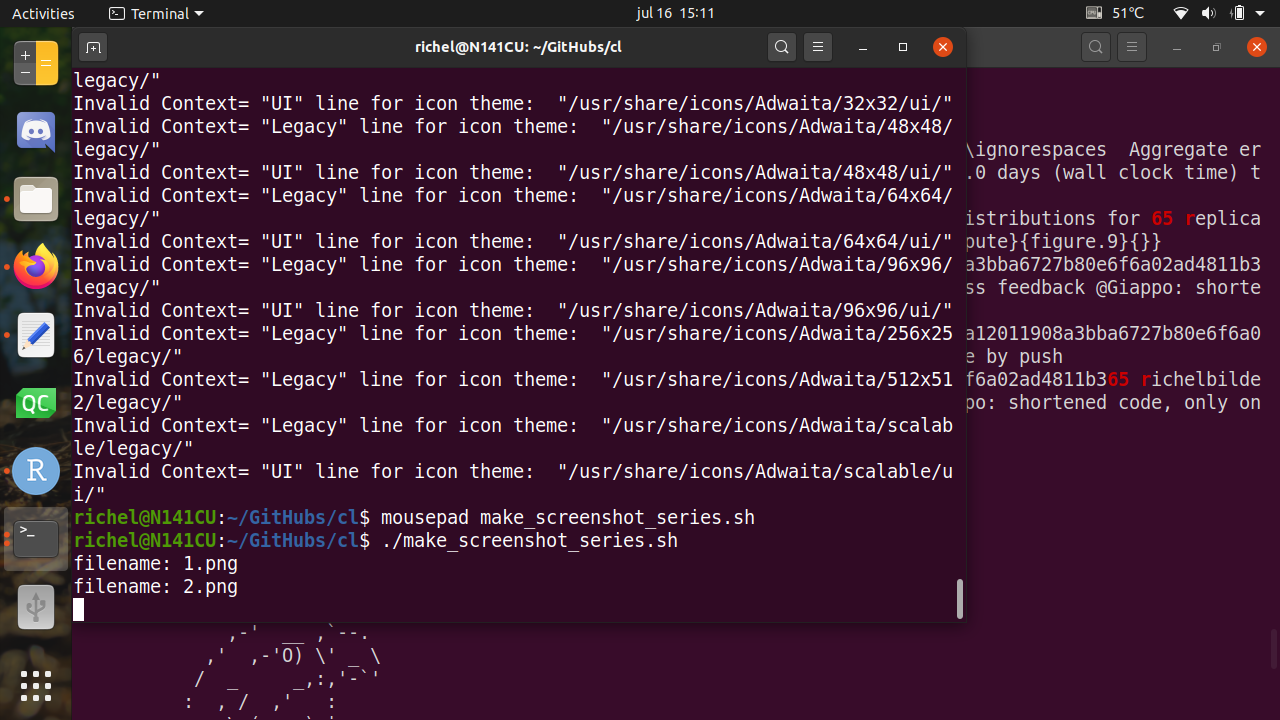 Activities Terminal jul 16 15:11 51°C
richel@N141CU: ~/GitHubs/cl
legacy/"
Invalid Context= "UI" line for icon theme:  "/usr/share/icons/Adwaita/32x32/ui/"
Invalid Context= "Legacy" line for icon theme:  "/usr/share/icons/Adwaita/48x48/
legacy/"
Invalid Context= "UI" line for icon theme:  "/usr/share/icons/Adwaita/48x48/ui/"
Invalid Context= "Legacy" line for icon theme:  "/usr/share/icons/Adwaita/64x64/
legacy/"
Invalid Context= "UI" line for icon theme:  "/usr/share/icons/Adwaita/64x64/ui/"
Invalid Context= "Legacy" line for icon theme:  "/usr/share/icons/Adwaita/96x96/
legacy/"
Invalid Context= "UI" line for icon theme:  "/usr/share/icons/Adwaita/96x96/ui/"
Invalid Context= "Legacy" line for icon theme:  "/usr/share/icons/Adwaita/256x25
6/legacy/"
Invalid Context= "Legacy" line for icon theme:  "/usr/share/icons/Adwaita/512x51
2/legacy/"
Invalid Context= "Legacy" line for icon theme:  "/usr/share/icons/Adwaita/scalab
le/legacy/"
Invalid Context= "UI" line for icon theme:  "/usr/share/icons/Adwaita/scalable/u
i/"
richel@N141CU:~/GitHubs/cl$ mousepad make_screenshot_series.sh
richel@N141CU:~/GitHubs/cl$ ./make_screenshot_series.sh
filename: 1.png
filename: 2.png
\ignorespaces  Aggregate er
.0 days (wall clock time) t
istributions for 65 replica
pute}{figure.9}{}}
a3bba6727b80e6f6a02ad4811b3
ss feedback @Giappo: shorte
a12011908a3bba6727b80e6f6a0
e by push
f6a02ad4811b365 richelbilde
po: shortened code, only on
,-'  __ ,`--.
,'  ,-'O) \' _ \
/  _     _,:,'-`'
:  , /  ,'   :
QC
R
>_